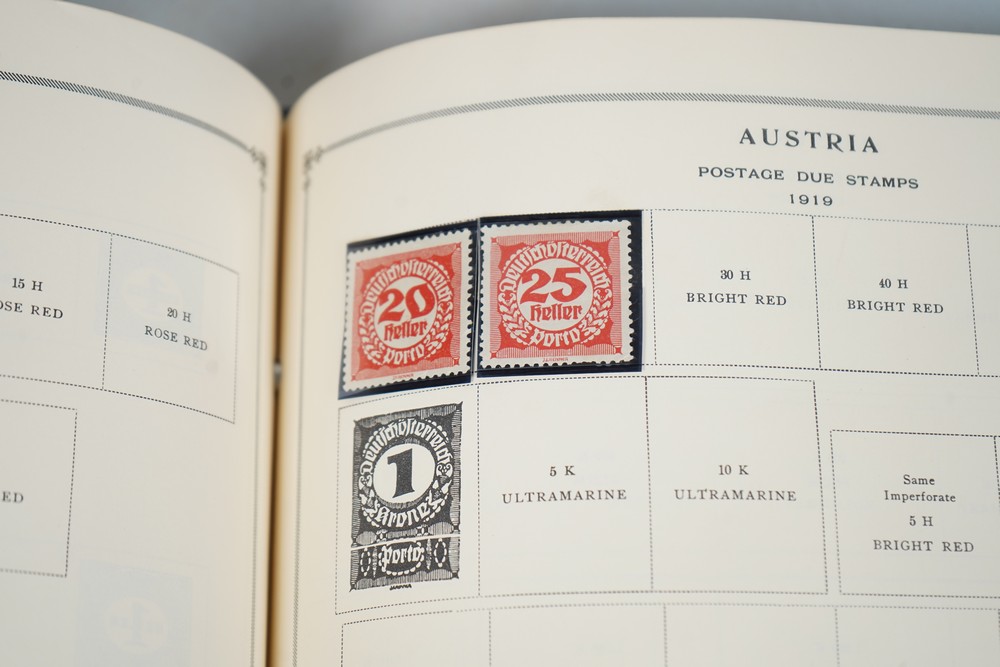 15 H
ROSE RED
20 H
ROSE RED
ED
AUSTRIA
POSTAGE DUE STAMPS
1919
Deutschösterreich
20
Heller
Porto
Deutschösterreich
25
Heller
Porto
30 H
BRIGHT RED
40 H
BRIGHT RED
Deutschösterreich
1
Krone
Porto
5 K
ULTRAMARINE
10 K
ULTRAMARINE
Same
Imperforate
5 H
BRIGHT RED